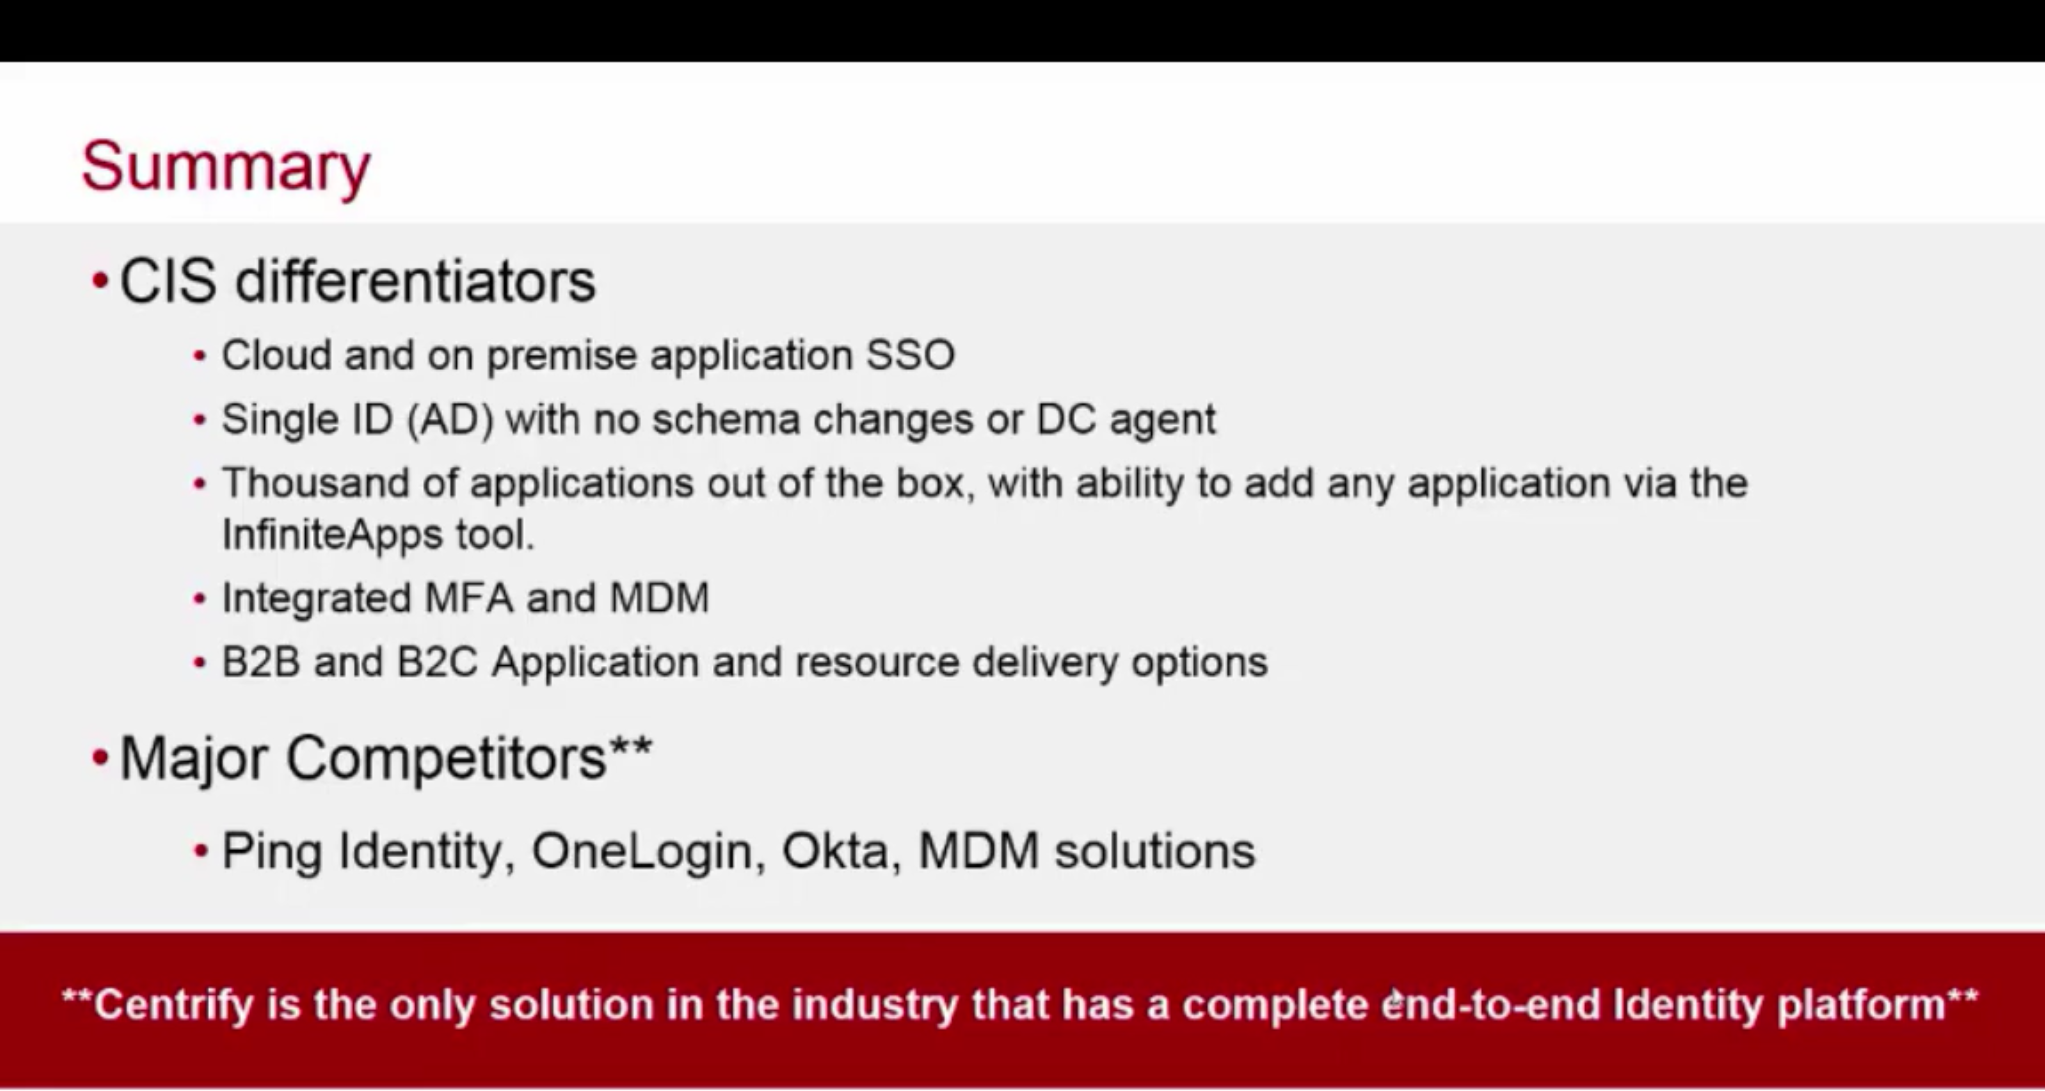 Summary
•CIS differentiators
• Cloud and on premise application SSO
• Single ID (AD) with no schema changes or DC agent
• Thousand of applications out of the box, with ability to add any application via the
InfiniteApps tool.
• Integrated MFA and MDM
• B2B and B2C Application and resource delivery options
•Major Competitors**
• Ping Identity, OneLogin, Okta, MDM solutions
**Centrify is the only solution in the industry that has a complete end-to-end Identity platform**